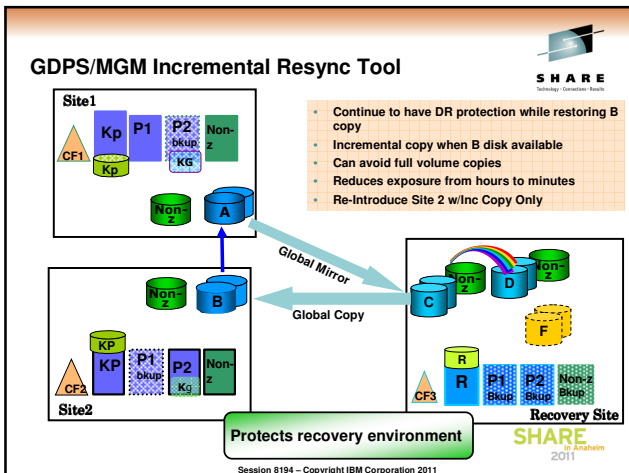 GDPS/MGM Incremental Resync Tool
SHARE
Technology · Connections · Results
Site1
CF1
Kp
Kp
P1
P2
bkup
KG
Non-
z
Non-
z
A
• Continue to have DR protection while restoring B
copy
• Incremental copy when B disk available
• Can avoid full volume copies
• Reduces exposure from hours to minutes
• Re-Introduce Site 2 w/Inc Copy Only
Global Mirror
Global Copy
Non-
z
B
KP
KP
CF2
P1
bkup
P2
Kg
Non-
z
Site2
C
Non-
z
D
Non-
z
F
R
R
CF3
P1
Bkup
P2
Bkup
Non-z
Bkup
Recovery Site
Protects recovery environment
SHARE
in Anaheim
2011
Session 8194 – Copyright IBM Corporation 2011